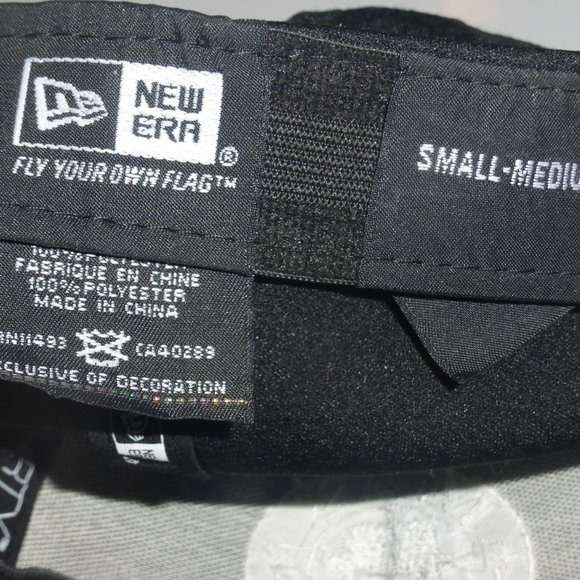 NEW
ERA
®
FLY YOUR OWN FLAG™
SMALL-MEDIU
FABRIQUE EN CHINE
100% POLYESTER
MADE IN CHINA
RN11493
CA40289
EXCLUSIVE OF DECORATION